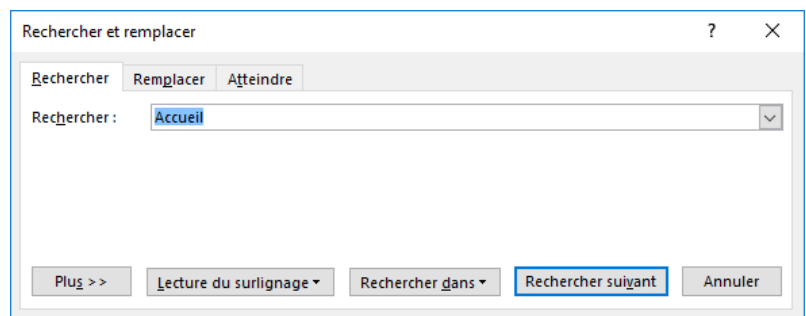 Rechercher et remplacer ?
Rechercher Remplacer Atteindre
Rechercher : Accueil
Plus >> Lecture du surlignage Rechercher dans Rechercher suivant Annuler